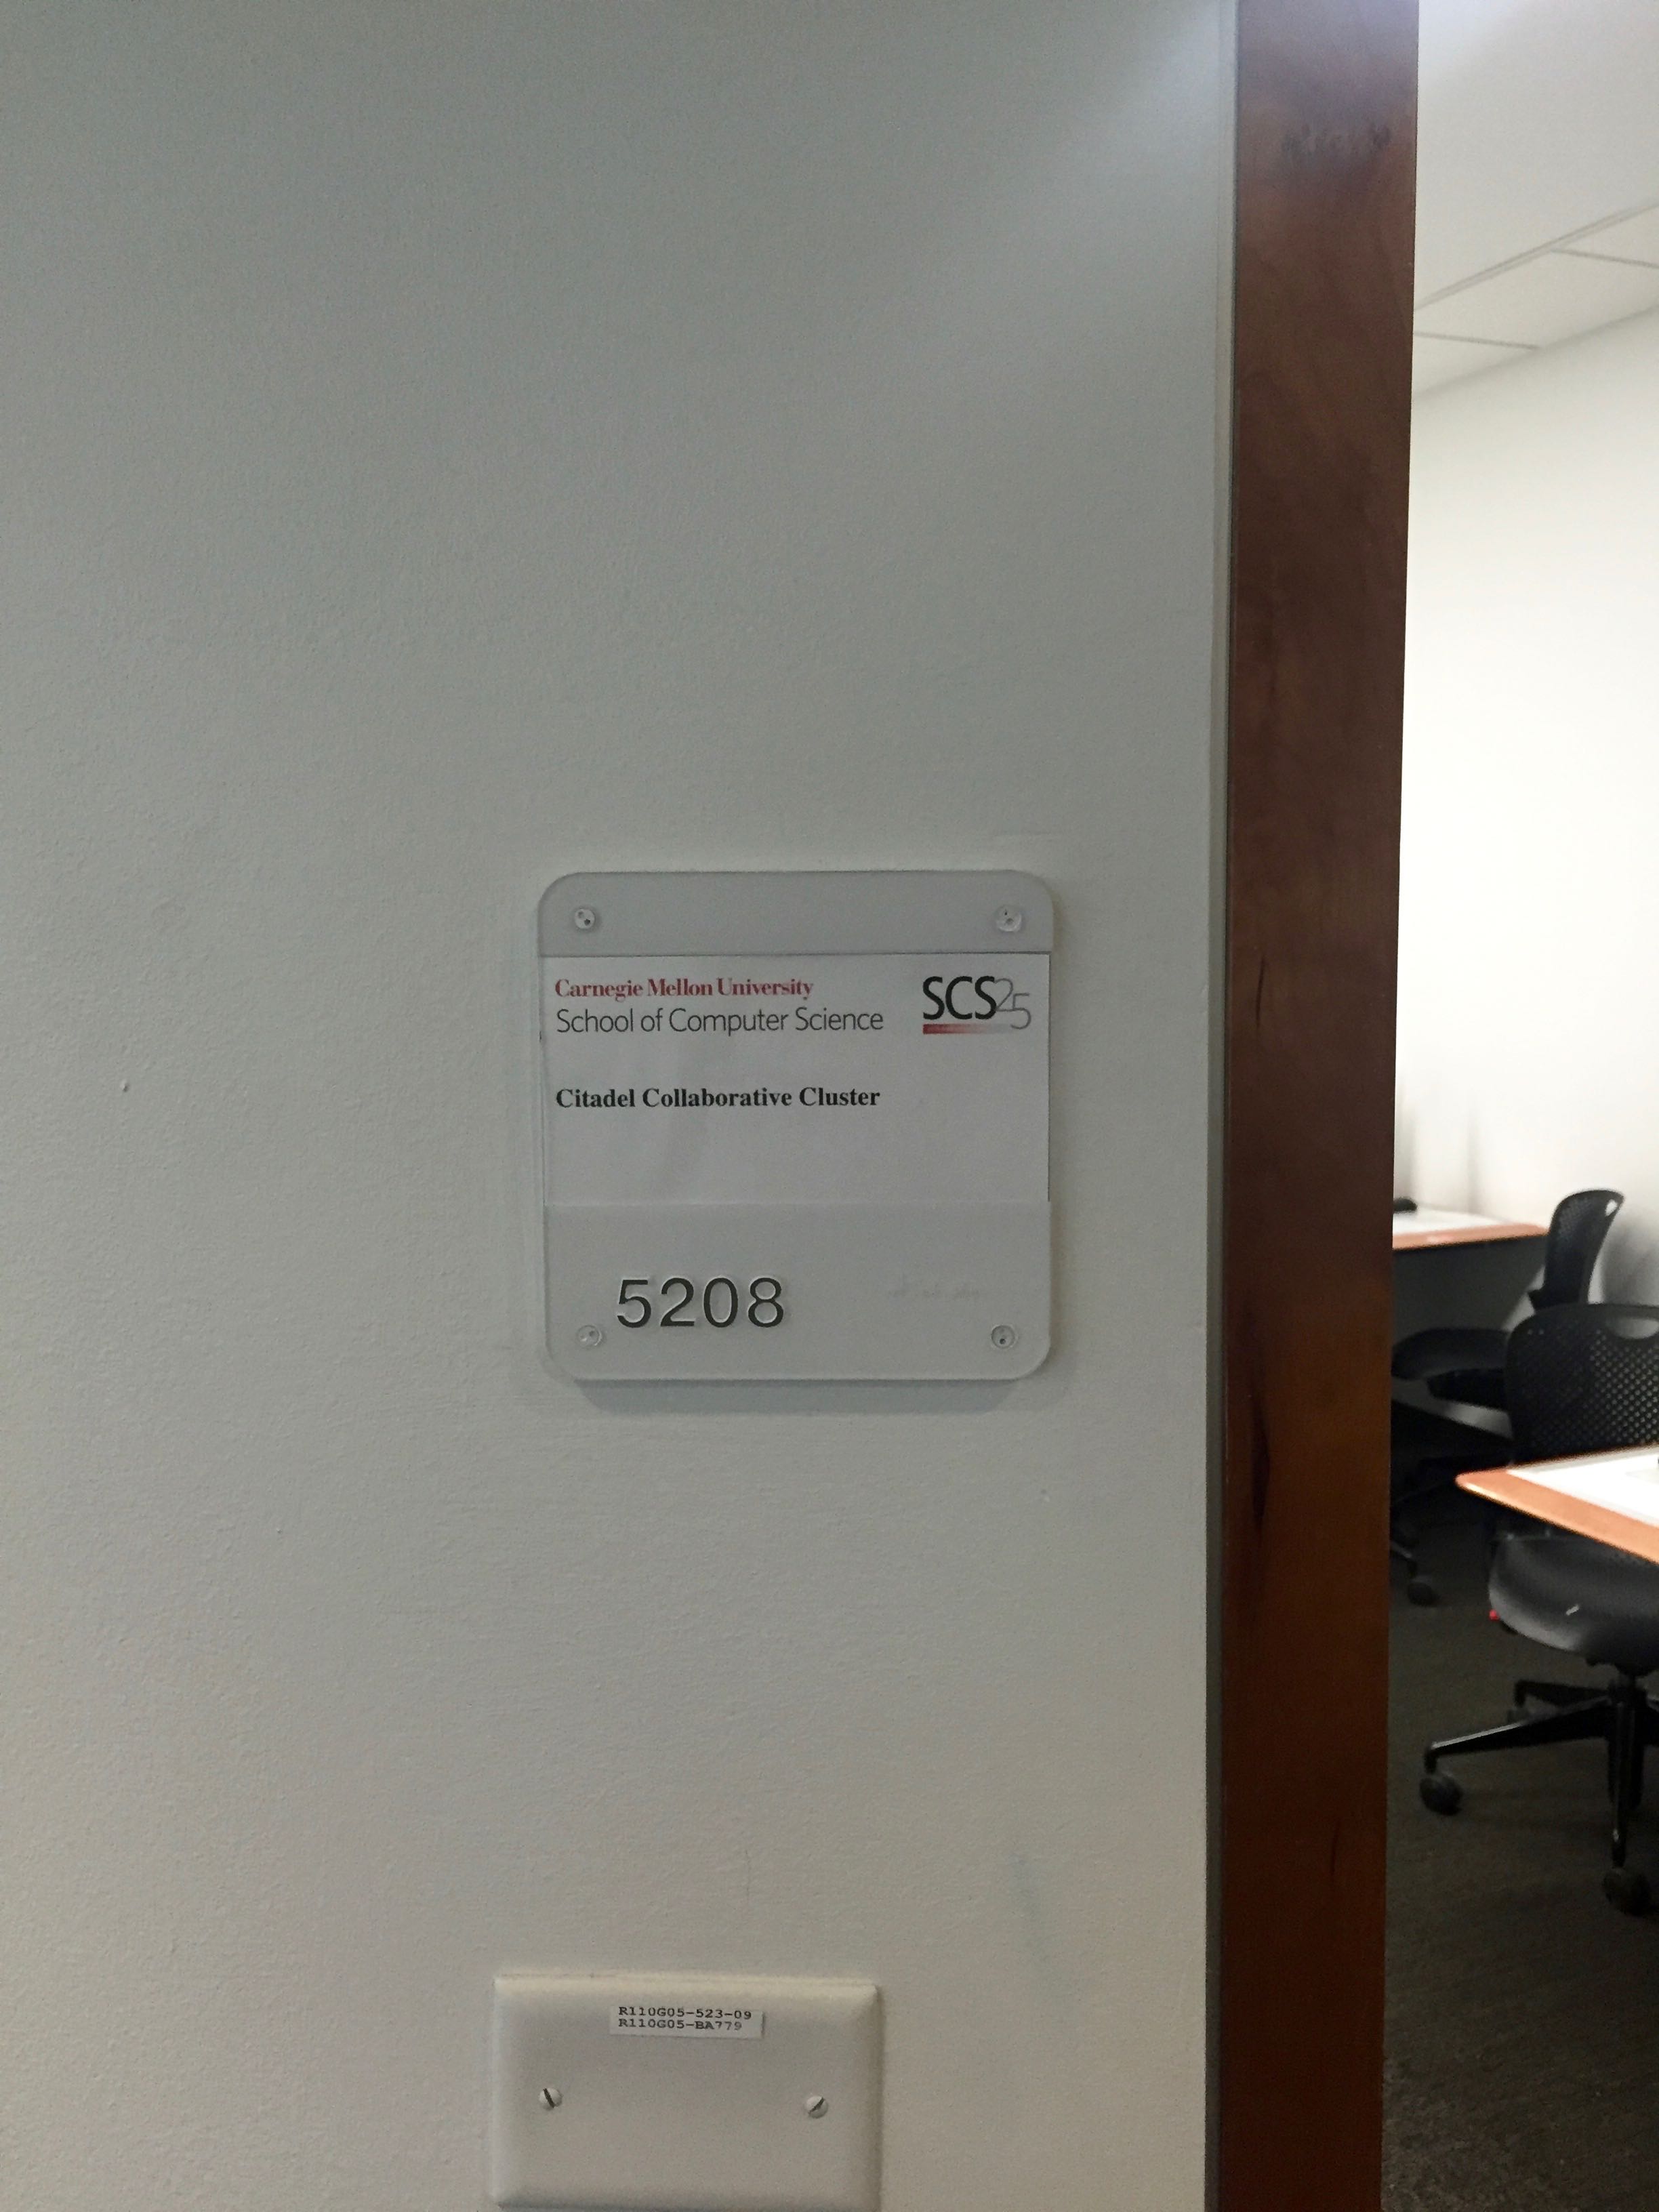 Carnegie Mellon University
School of Computer Science
SCS25
Citadel Collaborative Cluster
5208
R110G05-523-09
R110G05-BA779